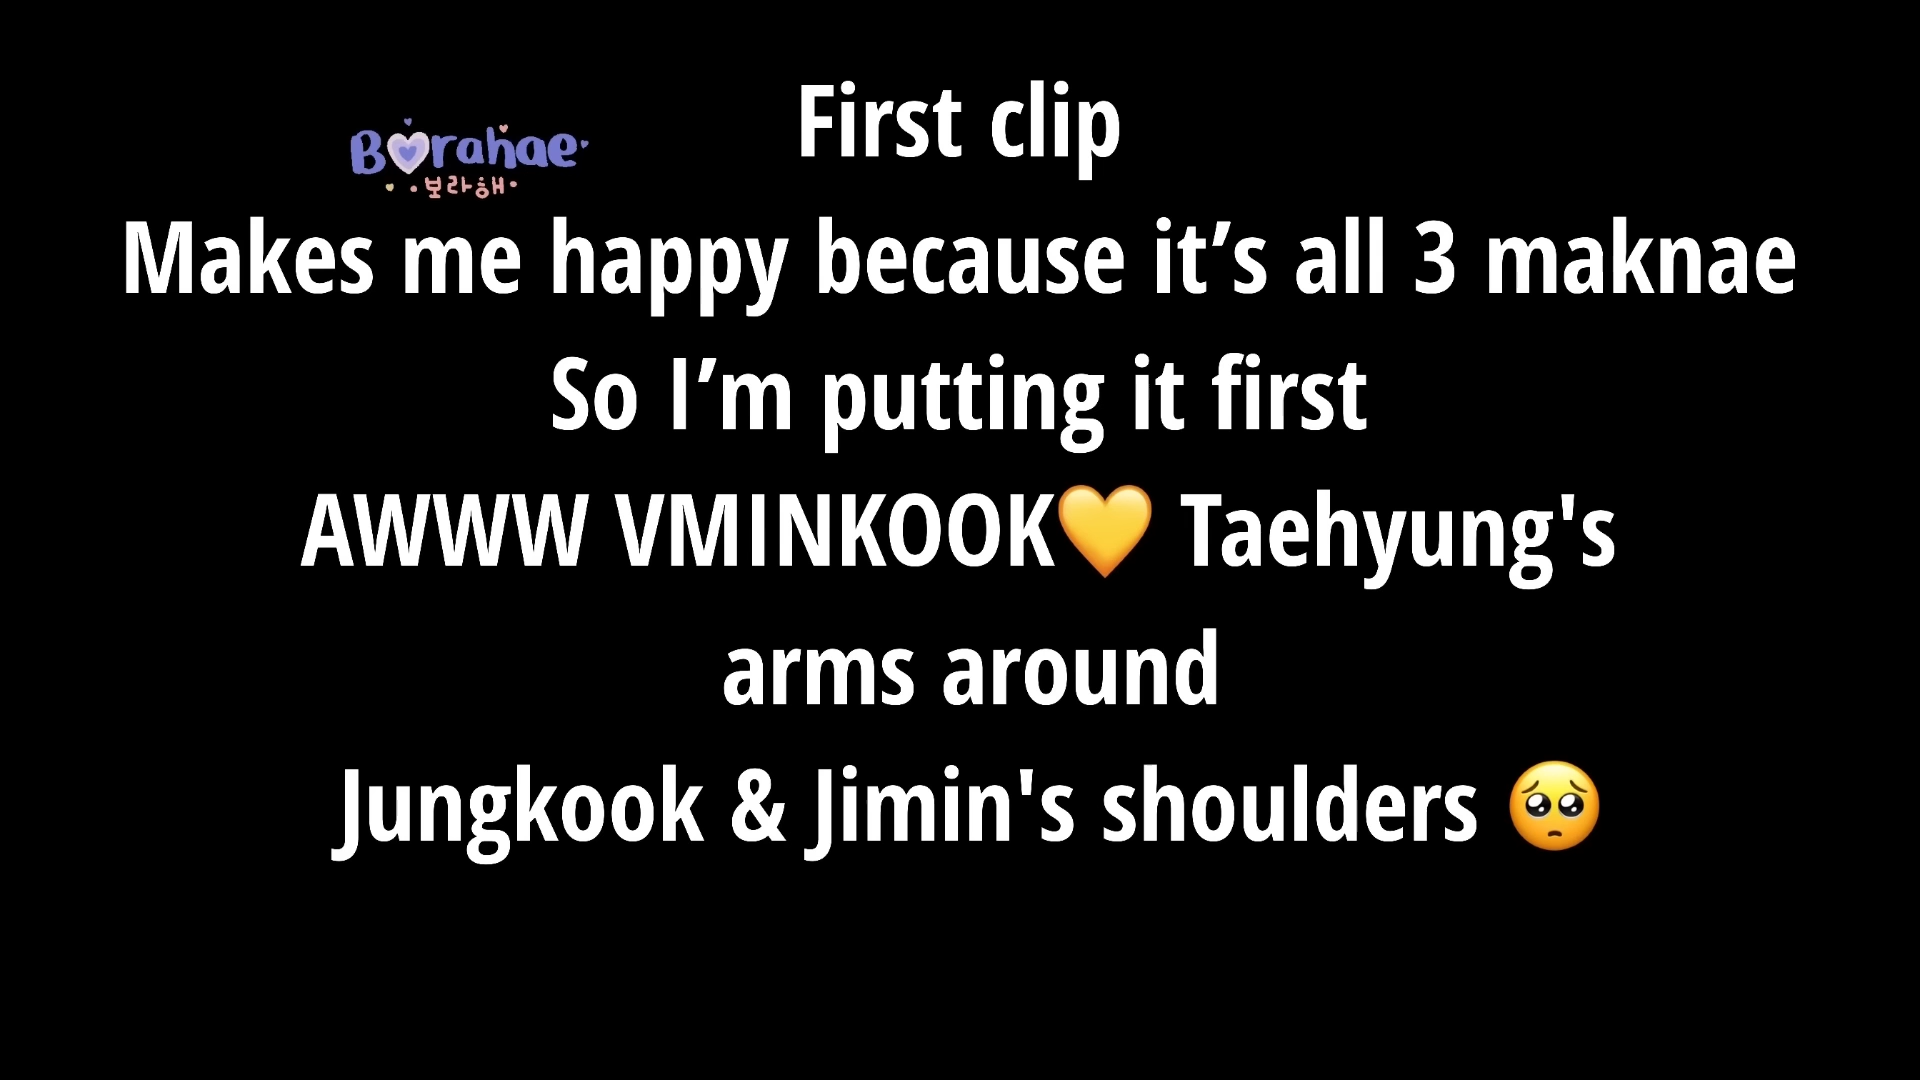 First clip
Borahae
보라해
Makes me happy because it’s all 3 maknae
So I’m putting it first
AWWW VMINKOOK💛 Taehyung's
arms around
Jungkook & Jimin's shoulders 🥺